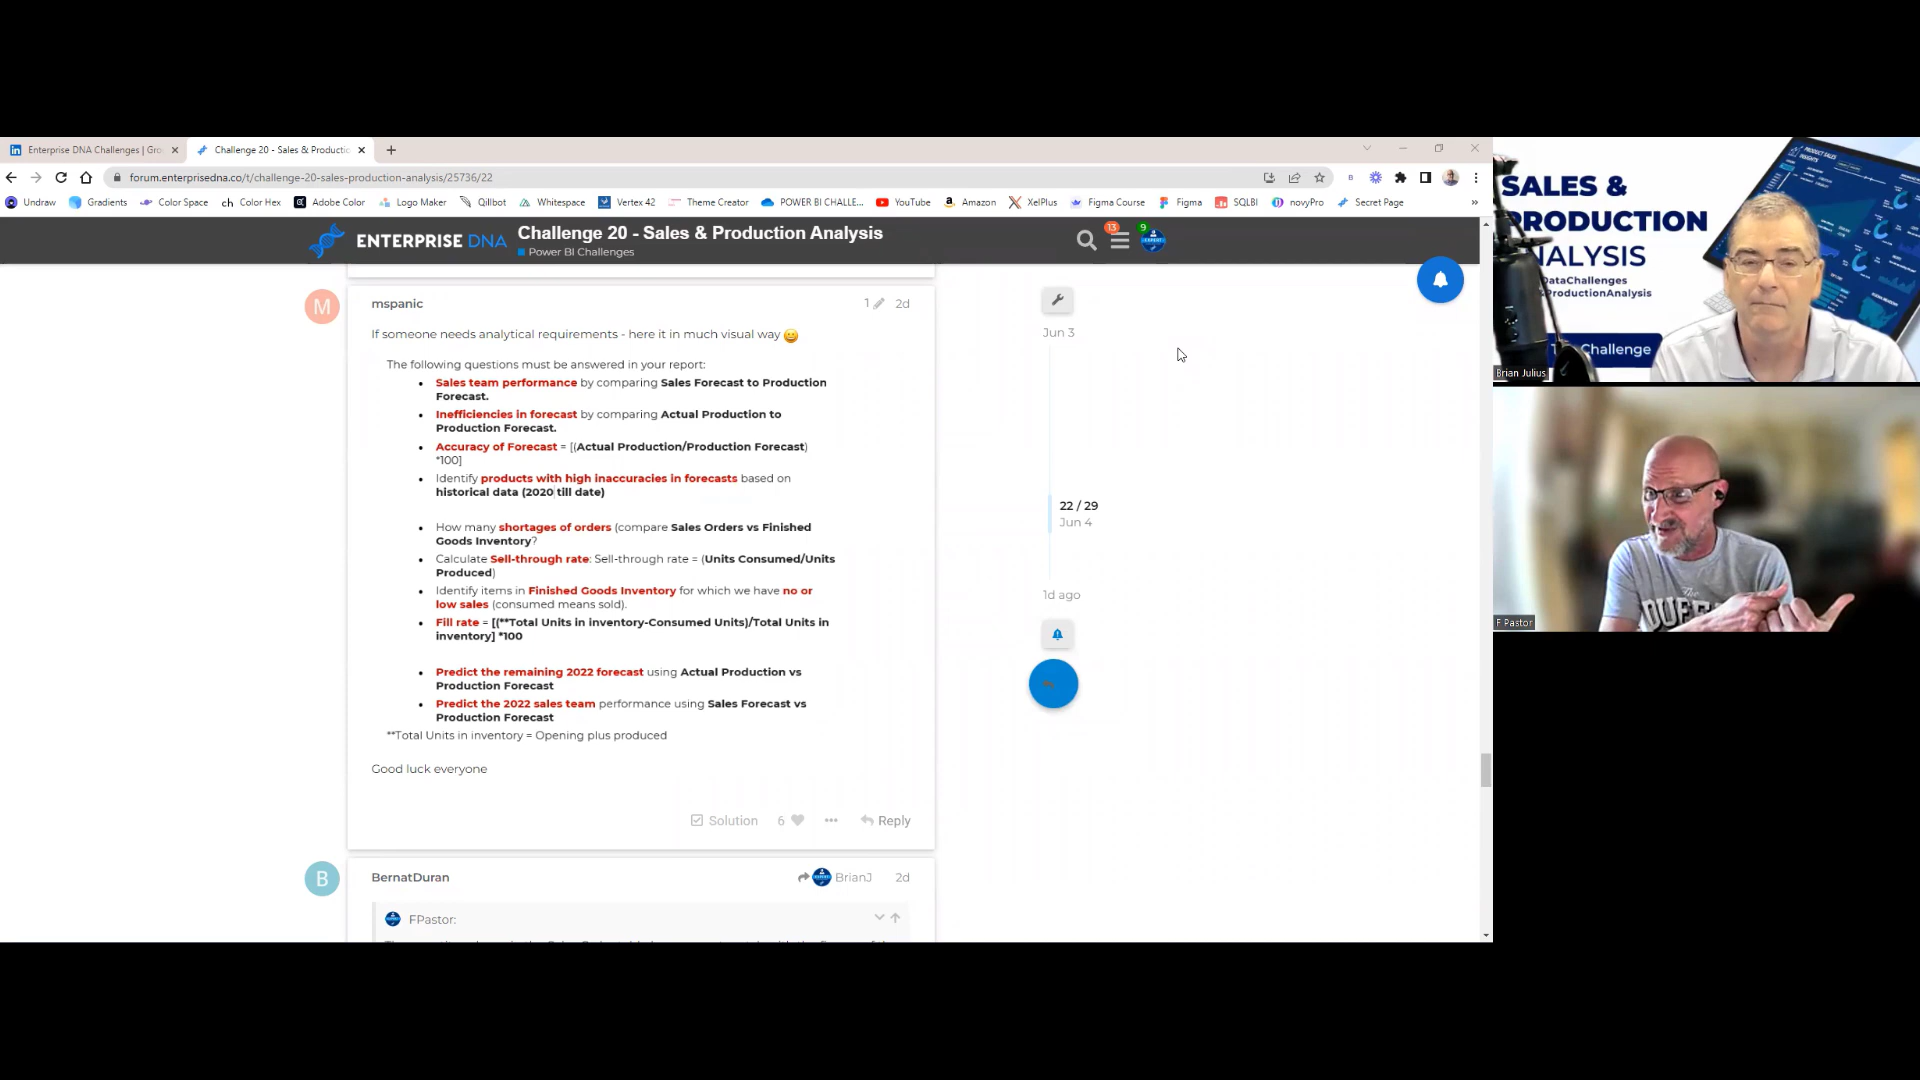 Enterprise DNA Challenges | Gro
Challenge 20 - Sales & Productio
forum.enterprisedna.co/t/challenge-20-sales-production-analysis/25736/22
Undraw
Gradients
Color Space
ch Color Hex
Adobe Color
Logo Maker
Qillbot
Whitespace
Vertex 42
Theme Creator
POWER BI CHALLE...
YouTube
Amazon
XelPlus
Figma Course
Figma
SQLBI
novyPro
Secret Page
»
ENTERPRISE DNA
Challenge 20 - Sales & Production Analysis
Power BI Challenges
13
9
M
mspanic
1
2d
If someone needs analytical requirements - here it in much visual way
The following questions must be answered in your report:
• Sales team performance by comparing Sales Forecast to Production
Forecast.
• Inefficiencies in forecast by comparing Actual Production to
Production Forecast.
• Accuracy of Forecast = [(Actual Production/Production Forecast)
*100]
• Identify products with high inaccuracies in forecasts based on
historical data (2020 till date)
• How many shortages of orders (compare Sales Orders vs Finished
Goods Inventory?
• Calculate Sell-through rate: Sell-through rate = (Units Consumed/Units
Produced)
• Identify items in Finished Goods Inventory for which we have no or
low sales (consumed means sold).
• Fill rate = [(**Total Units in inventory-Consumed Units)/Total Units in
inventory] *100
• Predict the remaining 2022 forecast using Actual Production vs
Production Forecast
• Predict the 2022 sales team performance using Sales Forecast vs
Production Forecast
**Total Units in inventory = Opening plus produced
Good luck everyone
Solution
6
Reply
B
BernatDuran
BrianJ
2d
FPastor:
Jun 3
22 / 29
Jun 4
1d ago
SALES &
PRODUCTION
NALYSIS
DataChallenges
ProductionAnalysis
Challenge
Brian Julius
F Pastor